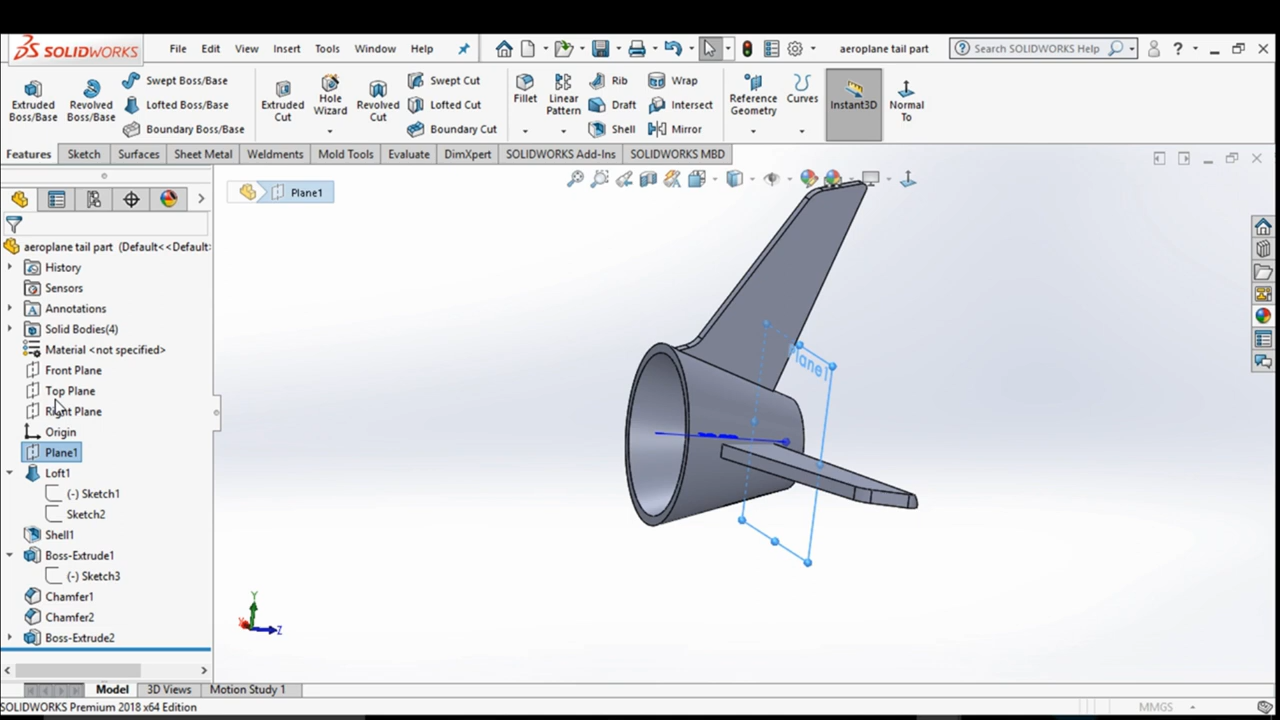 SOLIDWORKS
File Edit View Insert Tools Window Help
aeroplane tail part
Search SOLIDWORKS Help
Extruded Boss/Base
Revolved Boss/Base
Swept Boss/Base
Lofted Boss/Base
Boundary Boss/Base
Extruded Cut
Hole Wizard
Revolved Cut
Swept Cut
Lofted Cut
Boundary Cut
Fillet
Linear Pattern
Rib
Draft
Shell
Wrap
Intersect
Mirror
Reference Geometry
Curves
Instant3D
Normal To
Features Sketch Surfaces Sheet Metal Weldments Mold Tools Evaluate DimXpert SOLIDWORKS Add-Ins SOLIDWORKS MBD
Plane1
aeroplane tail part (Default<<Default:
History
Sensors
Annotations
Solid Bodies(4)
Material <not specified>
Front Plane
Top Plane
Right Plane
Origin
Plane1
Loft1
(-) Sketch1
Sketch2
Shell1
Boss-Extrude1
(-) Sketch3
Chamfer1
Chamfer2
Boss-Extrude2
Plane1
Y
X
Z
Model 3D Views Motion Study 1
SOLIDWORKS Premium 2018 x64 Edition
MMGS